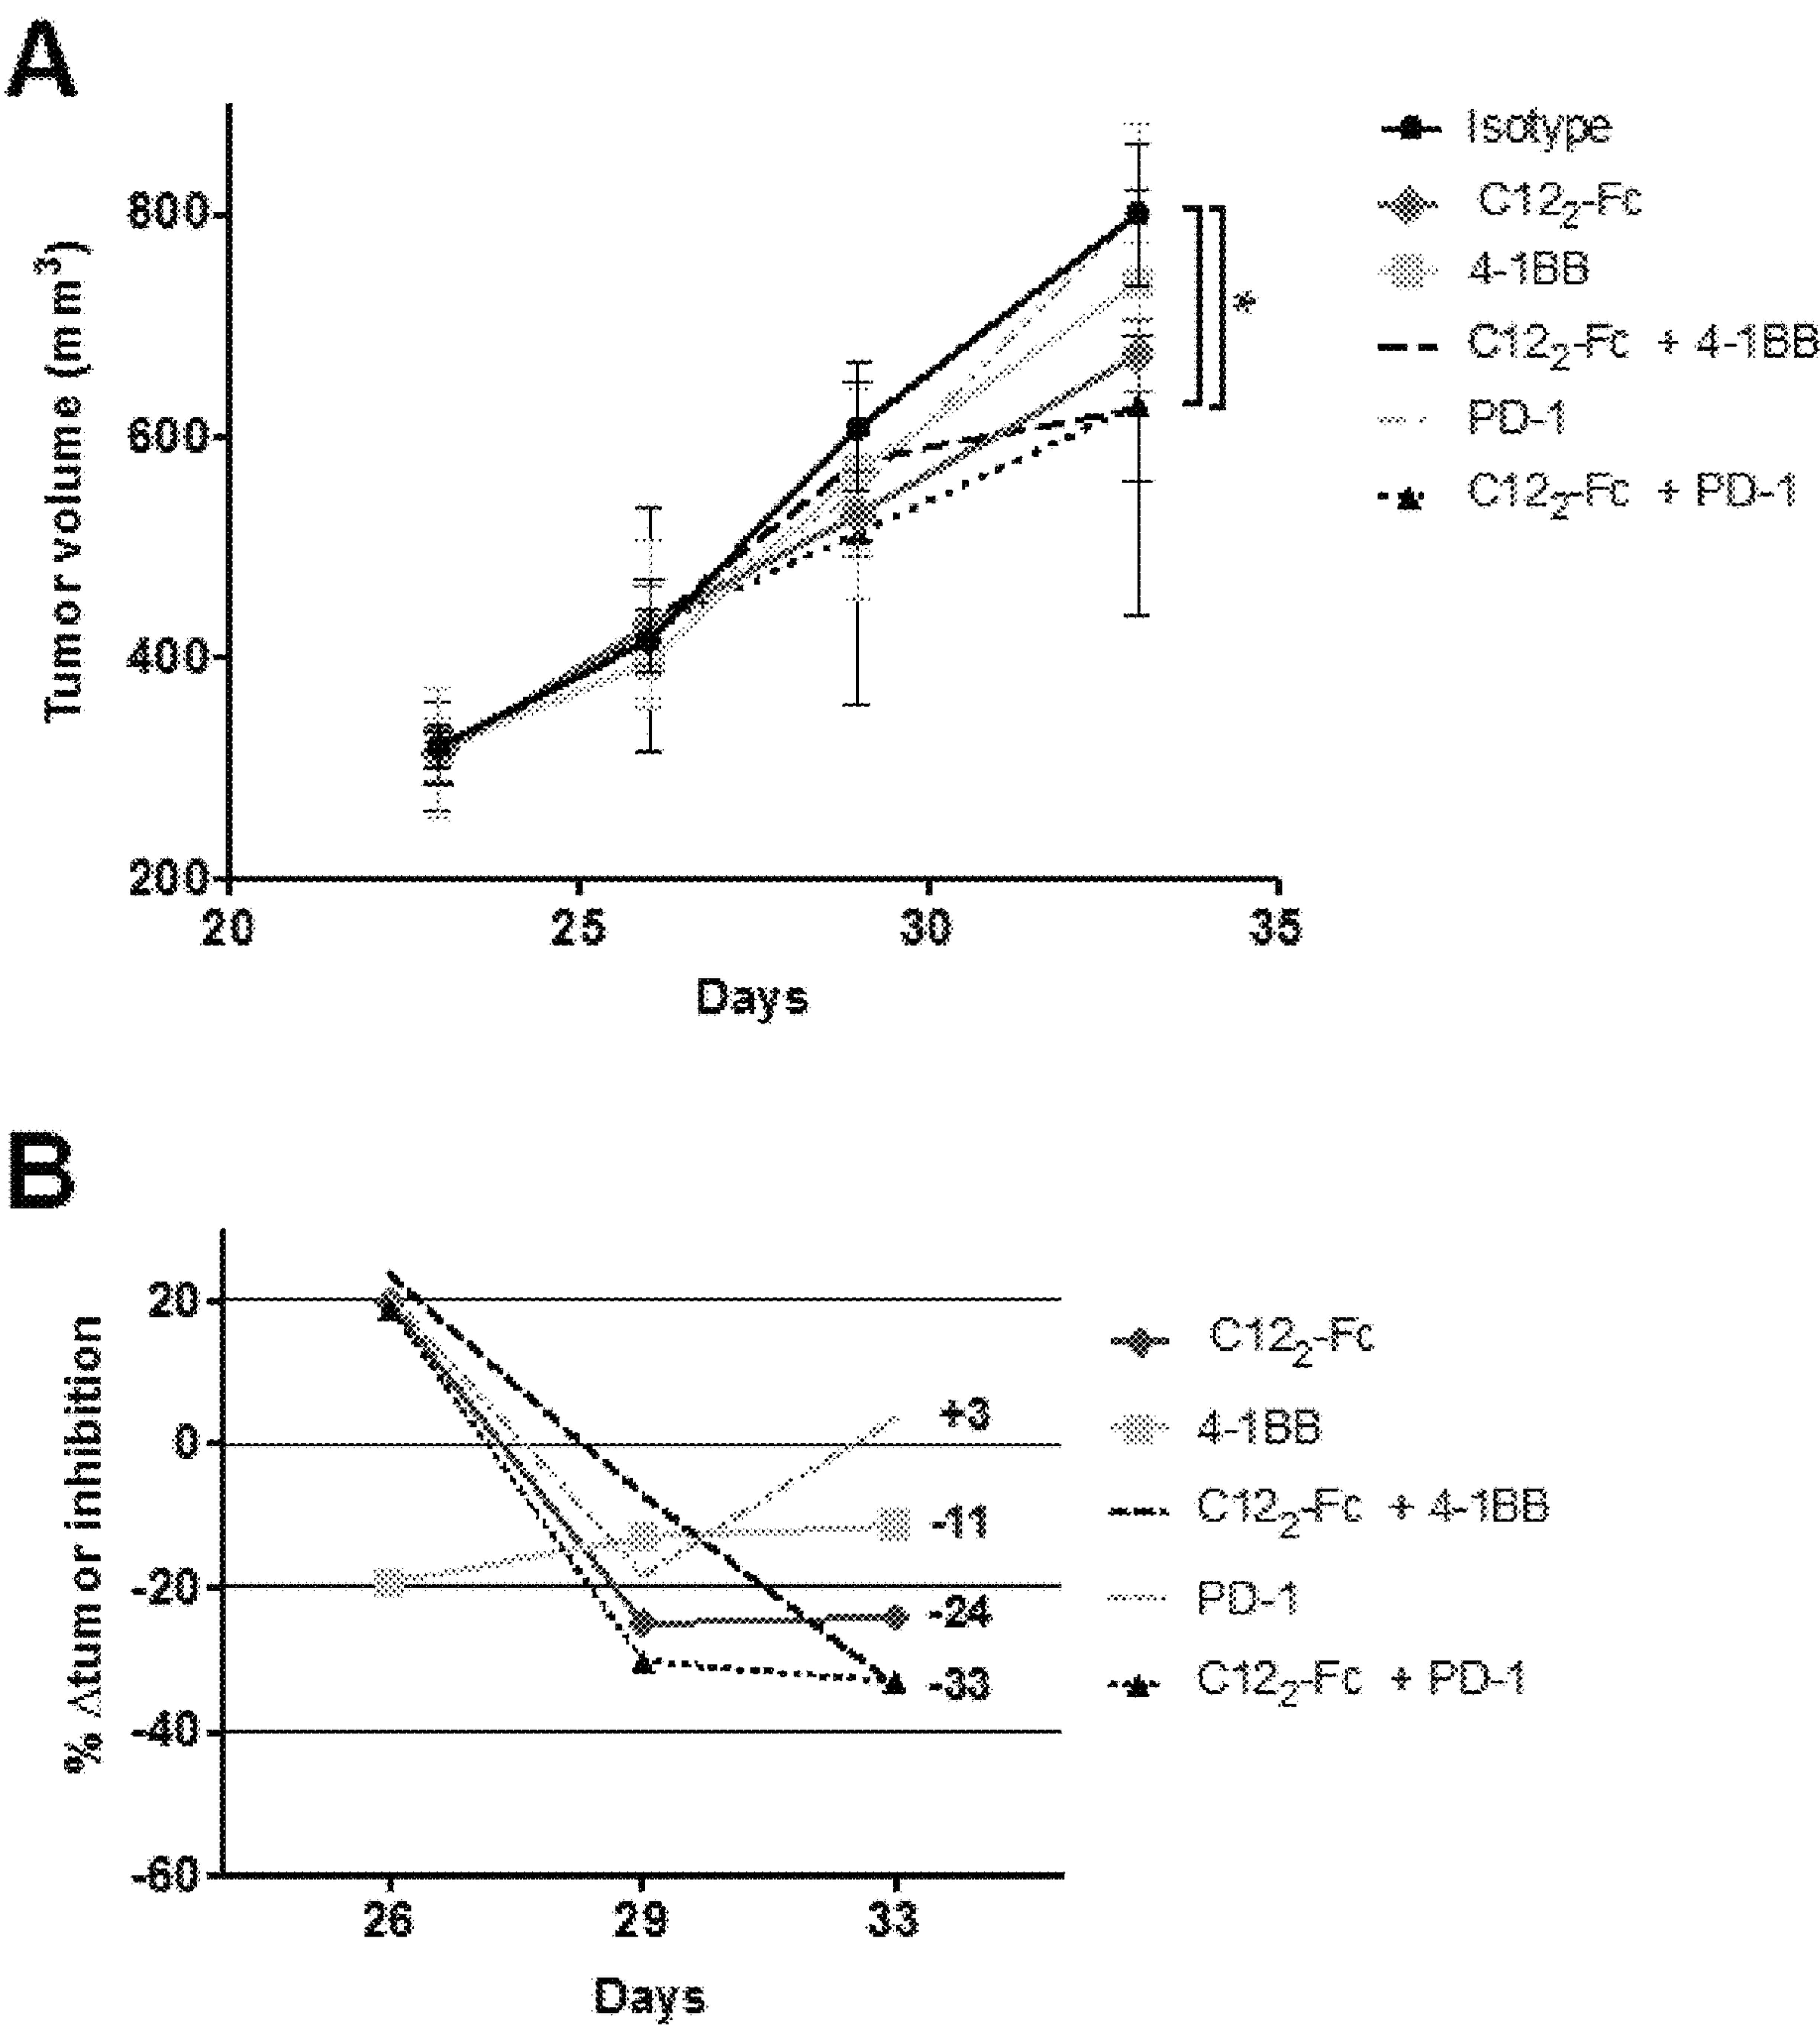 A
Tumor volume (mm³)
800
600
400
200
20 25 30 35
Days
*
Isotype
C12₂-Fc
4-1BB
C12₂-Fc + 4-1BB
PD-1
C12₂-Fc + PD-1
B
% Δtumor inhibition
20
0
-20
-40
-60
26 29 33
Days
+3
-11
-24
-33
C12₂-Fc
4-1BB
C12₂-Fc + 4-1BB
PD-1
C12₂-Fc + PD-1